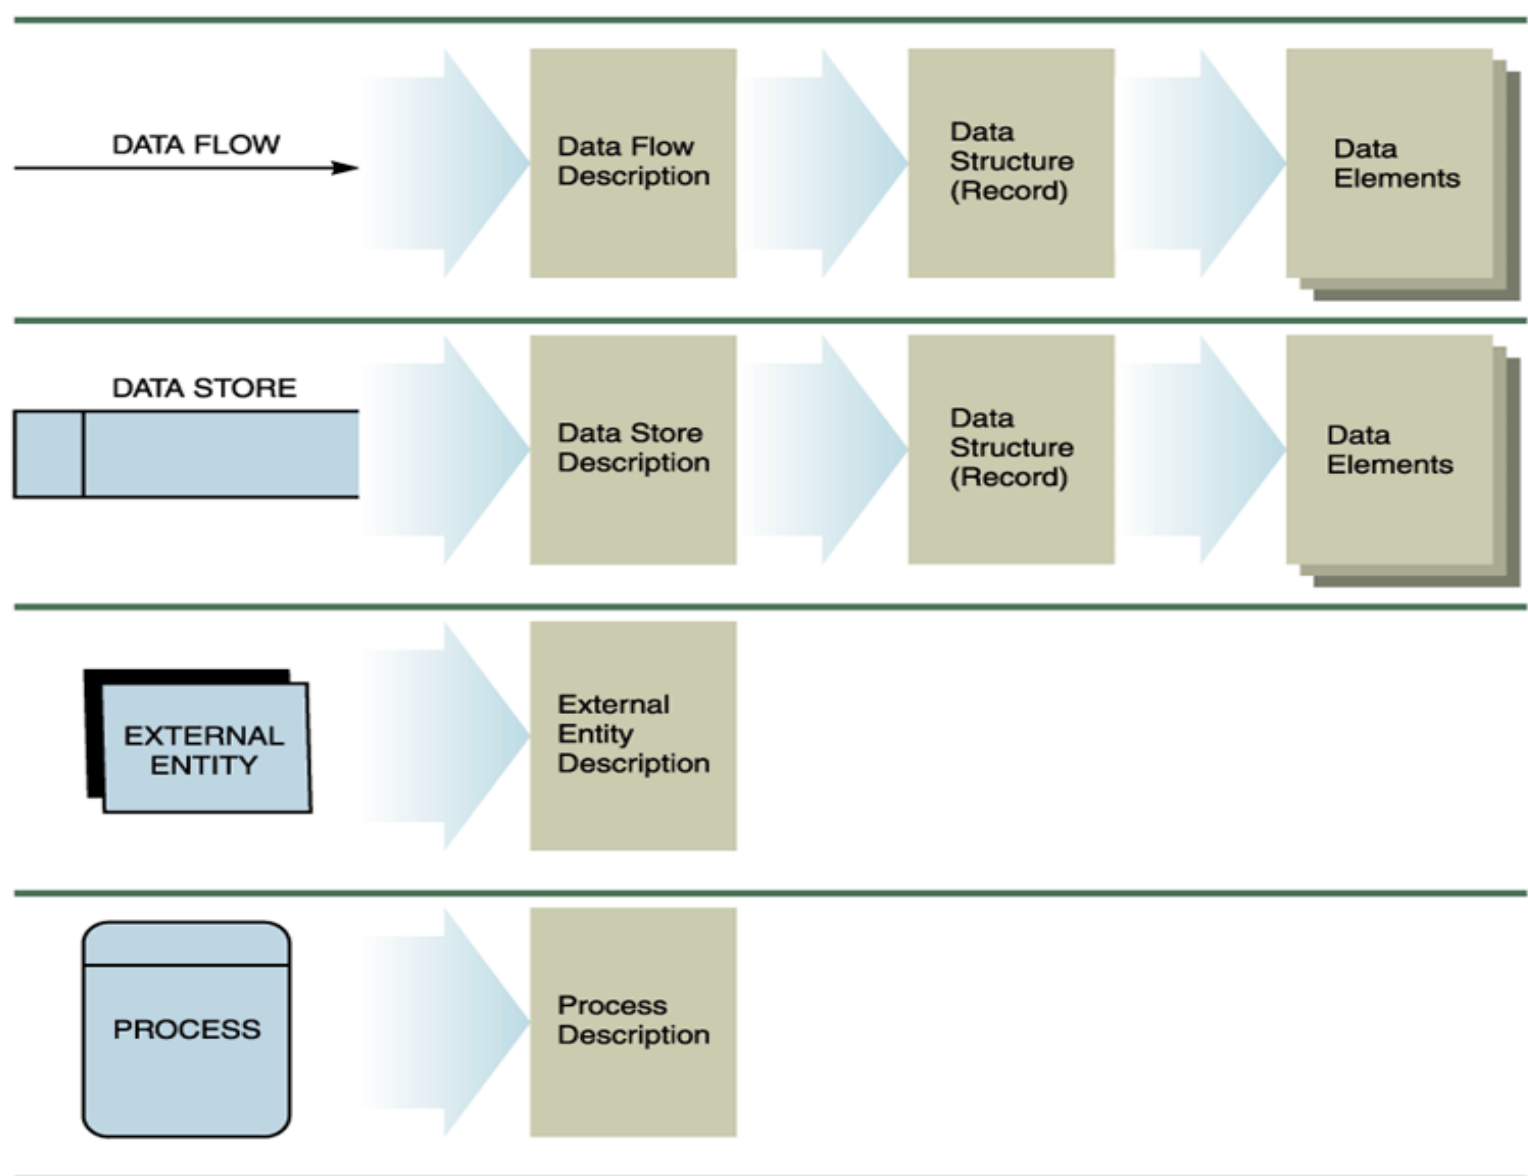 DATA FLOW
Data Flow
Description
Data
Structure
(Record)
Data
Elements
DATA STORE
Data Store
Description
Data
Structure
(Record)
Data
Elements
EXTERNAL
ENTITY
External
Entity
Description
PROCESS
Process
Description